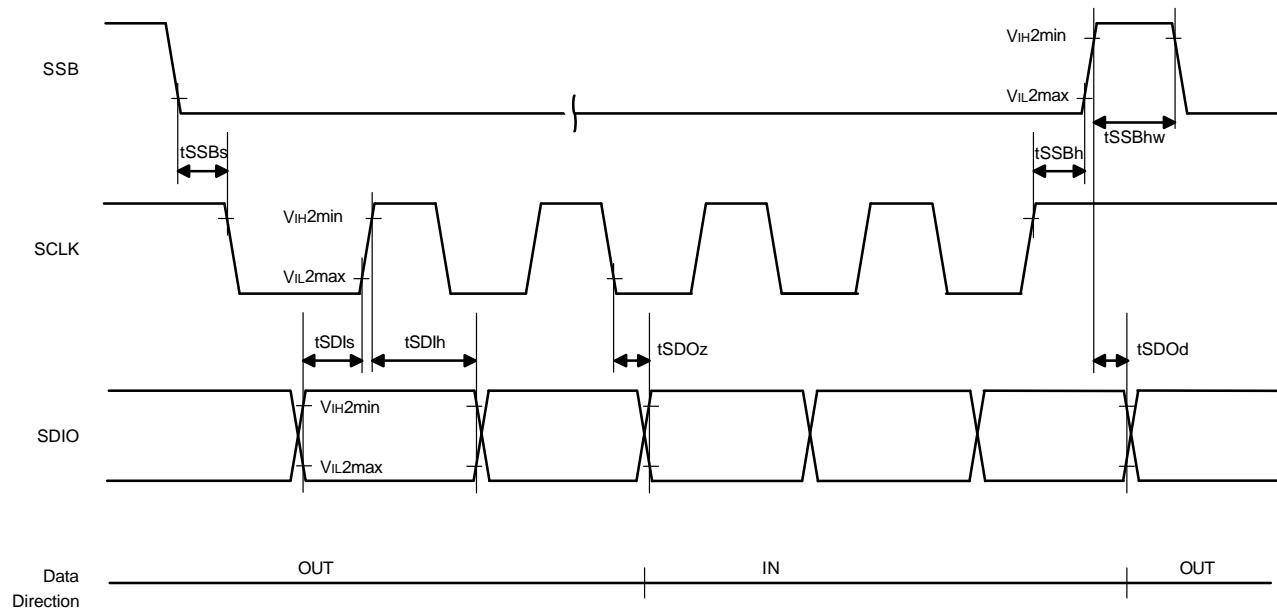 VIH2min
SSB
VIL2max
tSSBhw
tSSBs
tSSBh
VIH2min
SCLK
VIL2max
tSDIs
tSDIh
tSDOz
tSDOd
VIH2min
SDIO
VIL2max
OUT
IN
OUT
Data
Direction